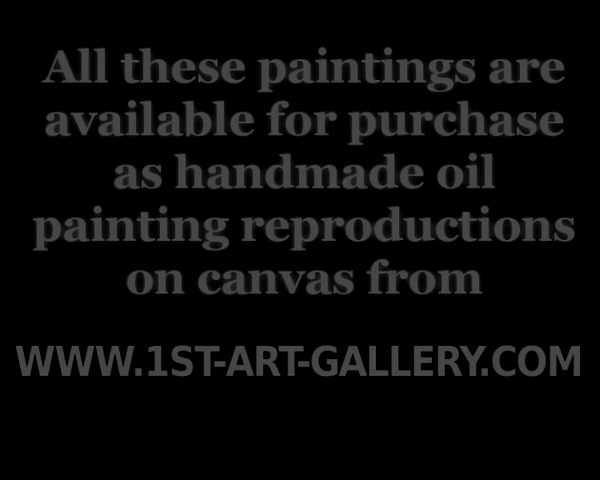 All these paintings are
available for purchase
as handmade oil
painting reproductions
on canvas from
WWW.1ST-ART-GALLERY.COM